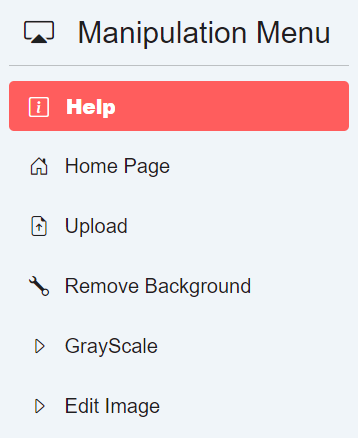 Manipulation Menu
Help
Home Page
Upload
Remove Background
GrayScale
Edit Image